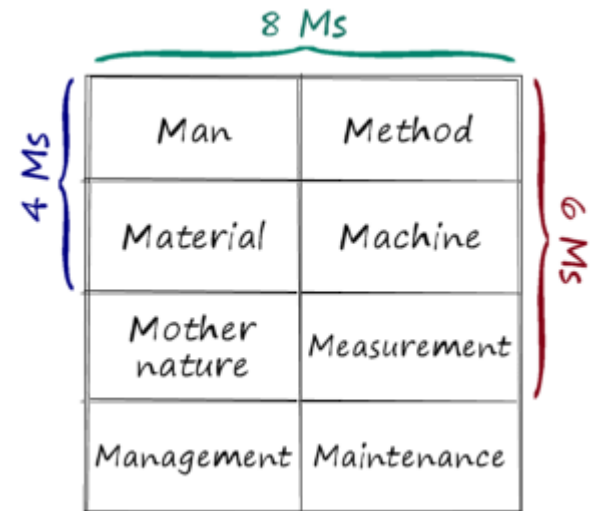 8 Ms
4 Ms
Man
Method
6 Ms
Material
Machine
Mother
nature
Measurement
Management
Maintenance